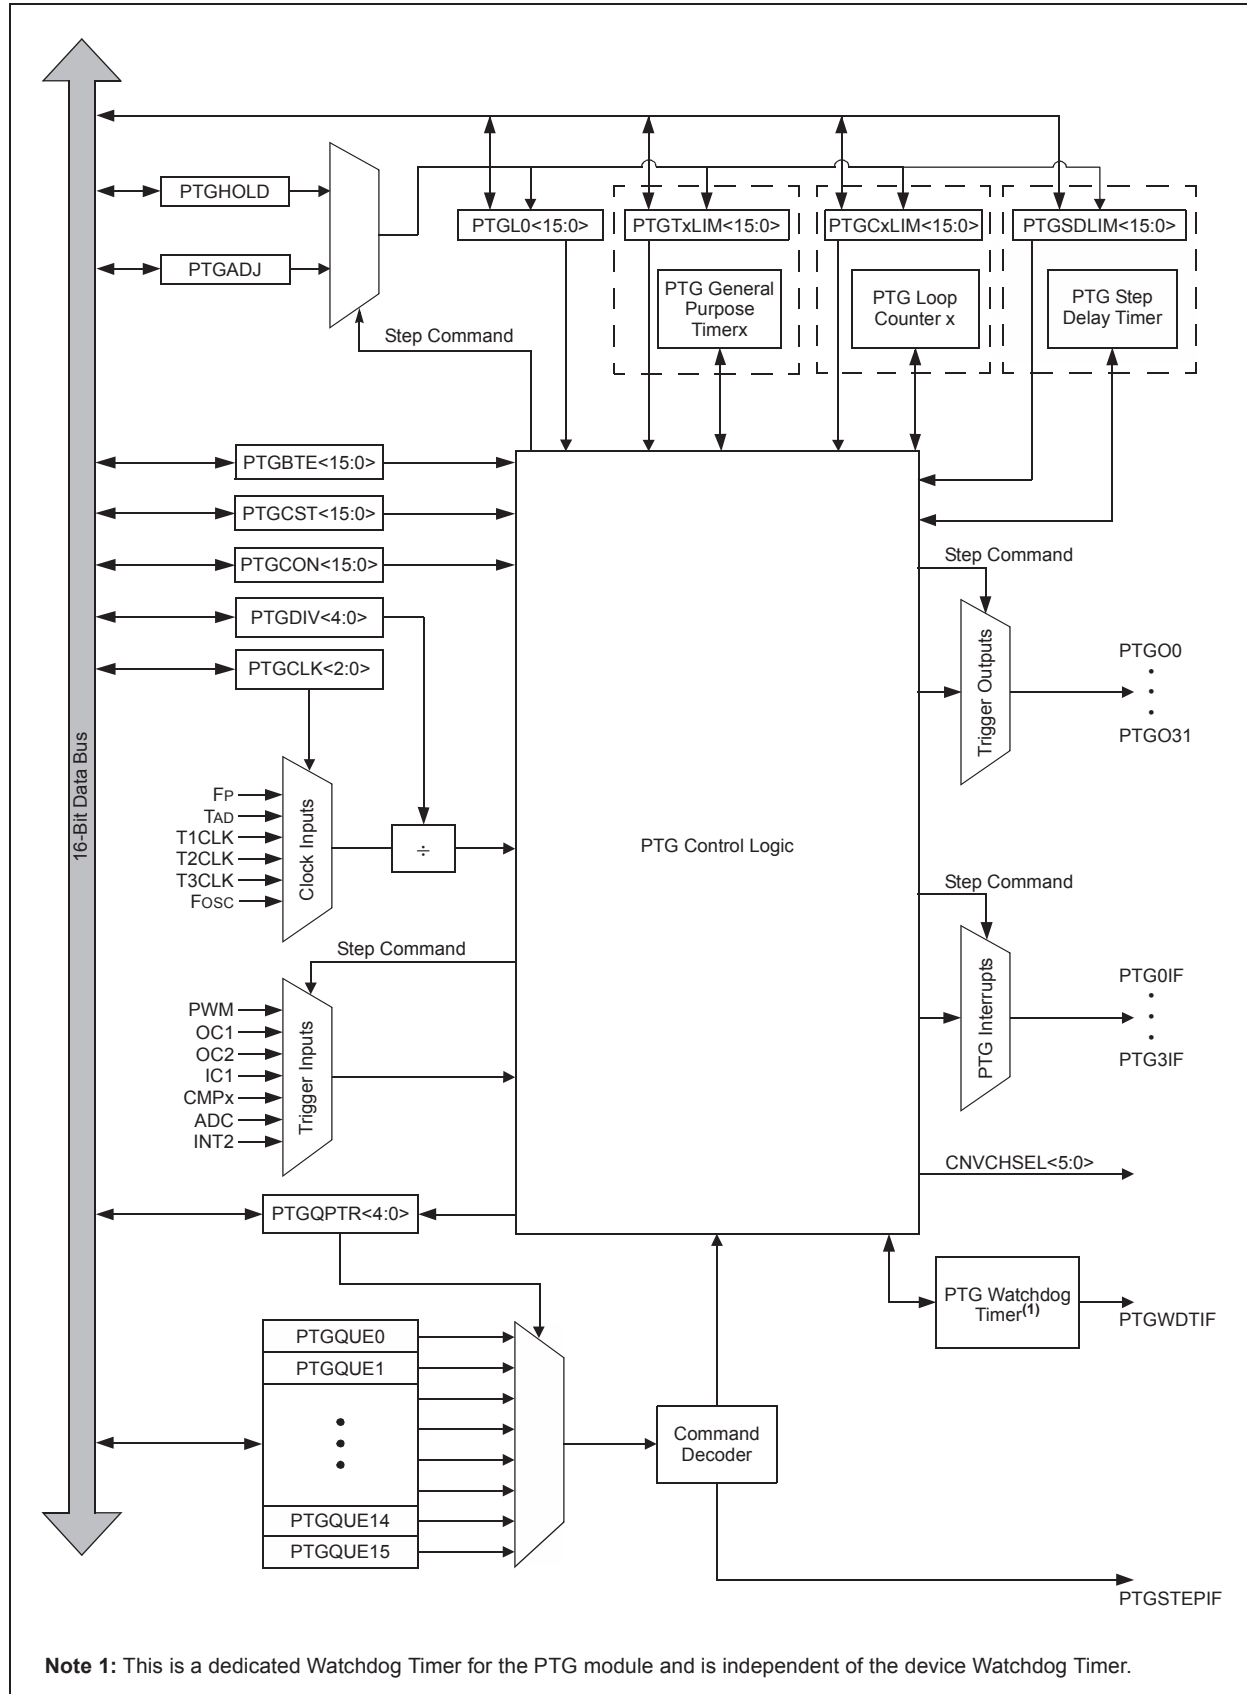 PTGHOLD
PTGADJ
Step Command
PTGL0<15:0>
PTGTxLIM<15:0>
PTGCxLIM<15:0>
PTGSDLIM<15:0>
PTG General
Purpose
Timerx
PTG Loop
Counter x
PTG Step
Delay Timer
16-Bit Data Bus
PTGBTE<15:0>
PTGCST<15:0>
PTGCON<15:0>
PTGDIV<4:0>
PTGCLK<2:0>
FP
TAD
T1CLK
T2CLK
T3CLK
FOSC
Clock Inputs
÷
PTG Control Logic
Step Command
Trigger Outputs
PTGO0
PTGO31
Step Command
PTG Interrupts
PTG0IF
PTG3IF
Step Command
PWM
OC1
OC2
IC1
CMPx
ADC
INT2
Trigger Inputs
CNVCHSEL<5:0>
PTGQPTR<4:0>
PTG Watchdog
Timer(1)
PTGWDTIF
PTGQUE0
PTGQUE1
PTGQUE14
PTGQUE15
Command
Decoder
PTGSTEPIF
Note 1: This is a dedicated Watchdog Timer for the PTG module and is independent of the device Watchdog Timer.